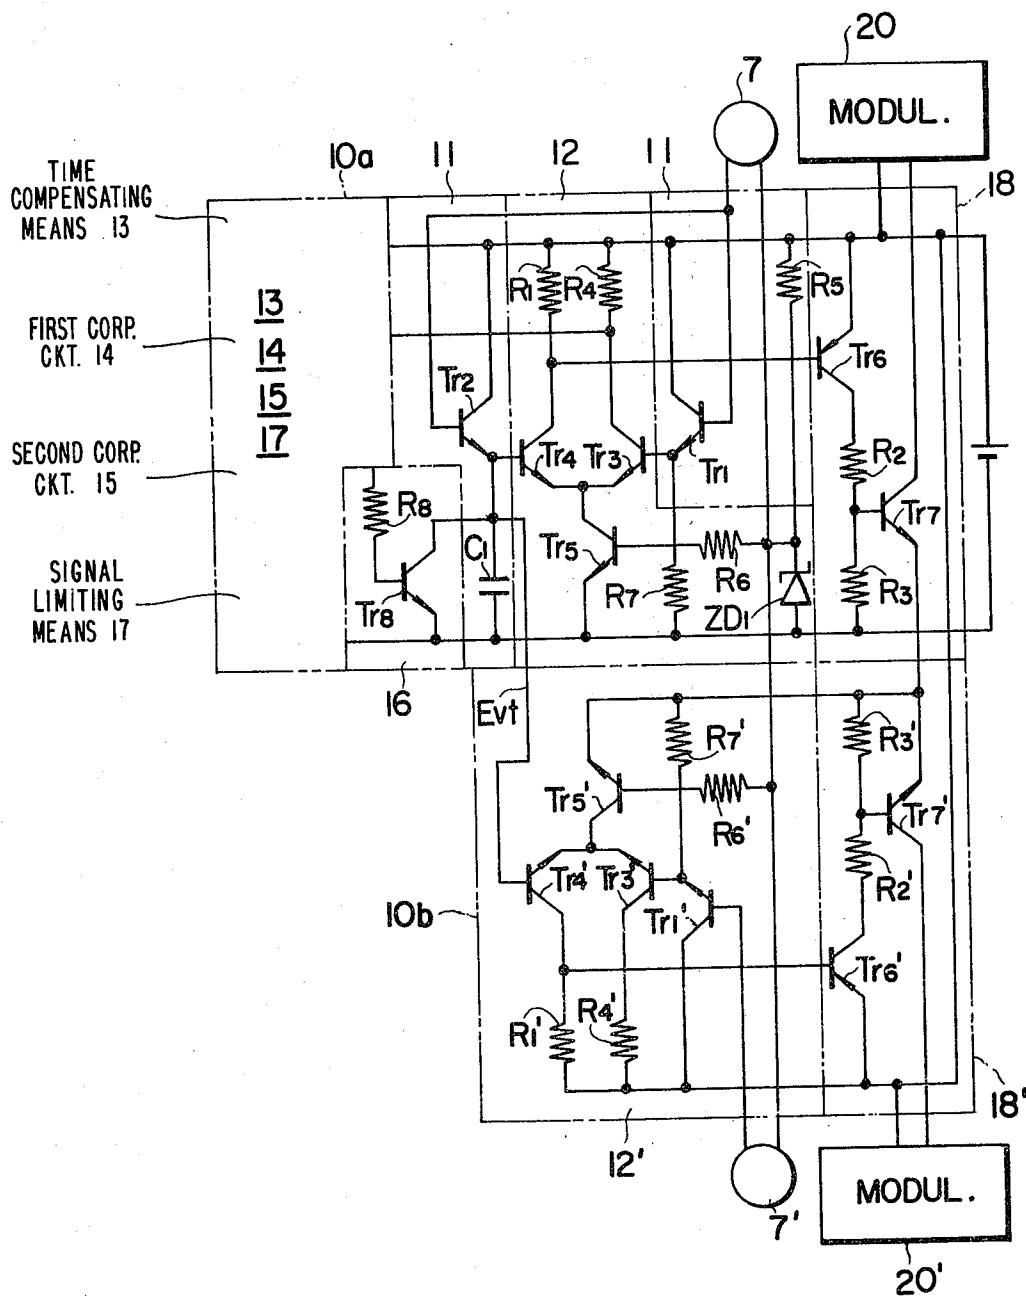 20
7
MODUL.
TIME
COMPENSATING
MEANS 13
10a
11
12
11
18
R1
R4
R5
13
14
15
17
FIRST CORP.
CKT. 14
Tr2
Tr6
SECOND CORP.
CKT. 15
Tr4
Tr3
Tr1
R2
R8
C1
Tr5
R6
Tr7
SIGNAL
LIMITING
MEANS 17
Tr8
R7
ZD1
R3
16
Evt
R7'
R3'
Tr5'
R6'
Tr7'
Tr4'
Tr3'
R2'
10b
Tr1'
Tr6'
R1'
R4'
18'
12'
MODUL.
7'
20'